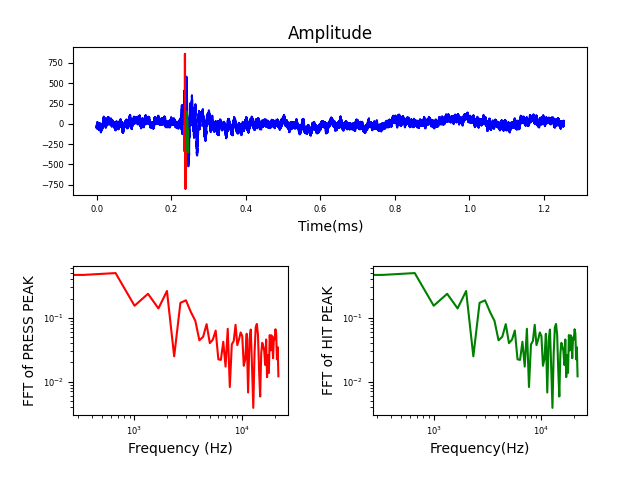 Amplitude
750
500
250
0
−250
−500
−750
0.0 0.2 0.4 0.6 0.8 1.0 1.2
Time(ms)
FFT of PRESS PEAK
10⁻¹
10⁻²
10³ 10⁴
Frequency (Hz)
FFT of HIT PEAK
10⁻¹
10⁻²
10³ 10⁴
Frequency(Hz)